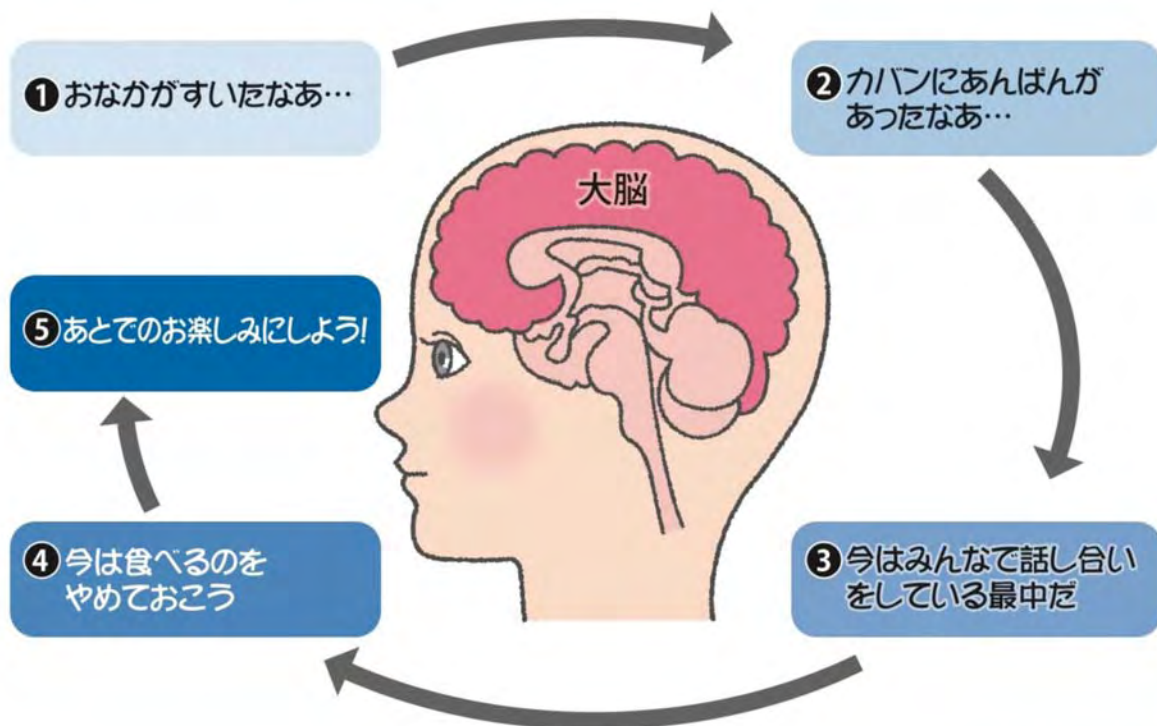 ❶おなかがすいたなあ…
❷カバンにあんぱんが
あったなあ…
大脳
❸今はみんなで話し合い
をしている最中だ
❹今は食べるのを
やめておこう
❺あとでのお楽しみにしよう!